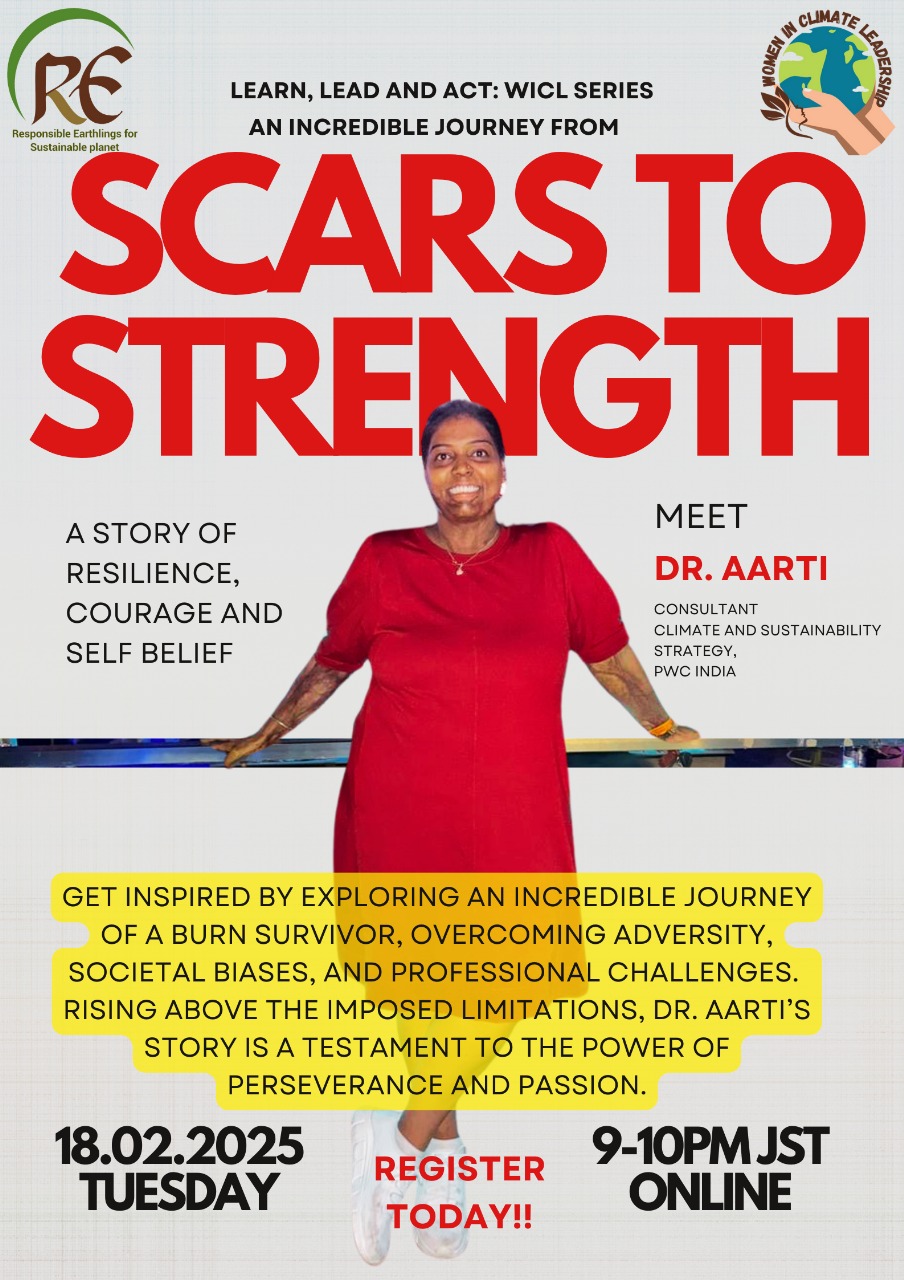 RE
Responsible Earthlings for
Sustainable planet
WOMEN IN CLIMATE LEADERSHIP
LEARN, LEAD AND ACT: WICL SERIES
AN INCREDIBLE JOURNEY FROM
SCARS TO
STRENGTH
A STORY OF
RESILIENCE,
COURAGE AND
SELF BELIEF
MEET
DR. AARTI
CONSULTANT
CLIMATE AND SUSTAINABILITY
STRATEGY,
PWC INDIA
GET INSPIRED BY EXPLORING AN INCREDIBLE JOURNEY
OF A BURN SURVIVOR, OVERCOMING ADVERSITY,
SOCIETAL BIASES, AND PROFESSIONAL CHALLENGES.
RISING ABOVE THE IMPOSED LIMITATIONS, DR. AARTI’S
STORY IS A TESTAMENT TO THE POWER OF
PERSEVERANCE AND PASSION.
18.02.2025
TUESDAY
REGISTER
TODAY!!
9-10PM JST
ONLINE